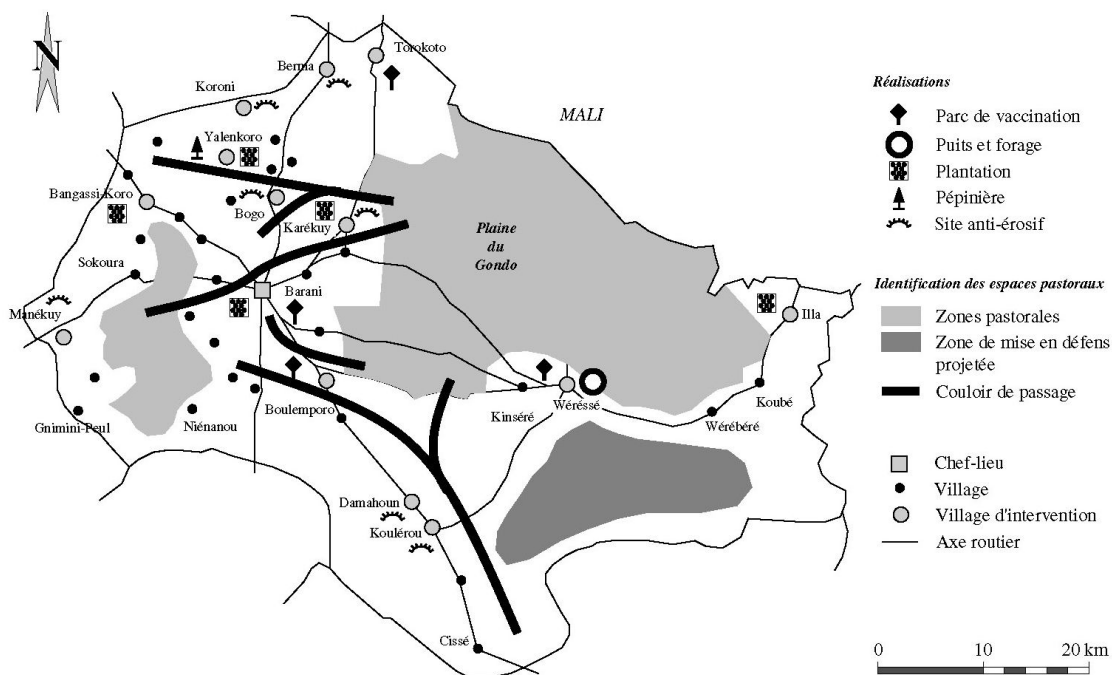 N
Torokoto
Berma
Koroni
MALI
Yalenkoro
Bangassi-Koro
Bogo
Karékuy
Plaine
du
Gondo
Sokoura
Barani
Manékuy
Illa
Boulemporo
Kinséré
Wéréssé
Koubé
Gnimini-Peul
Niénanou
Wérébéré
Damahoun
Koulérou
Cissé
Réalisations
Parc de vaccination
Puits et forage
Plantation
Pépinière
Site anti-érosif
Identification des espaces pastoraux
Zones pastorales
Zone de mise en défens
projetée
Couloir de passage
Chef-lieu
Village
Village d'intervention
Axe routier
0 10 20 km